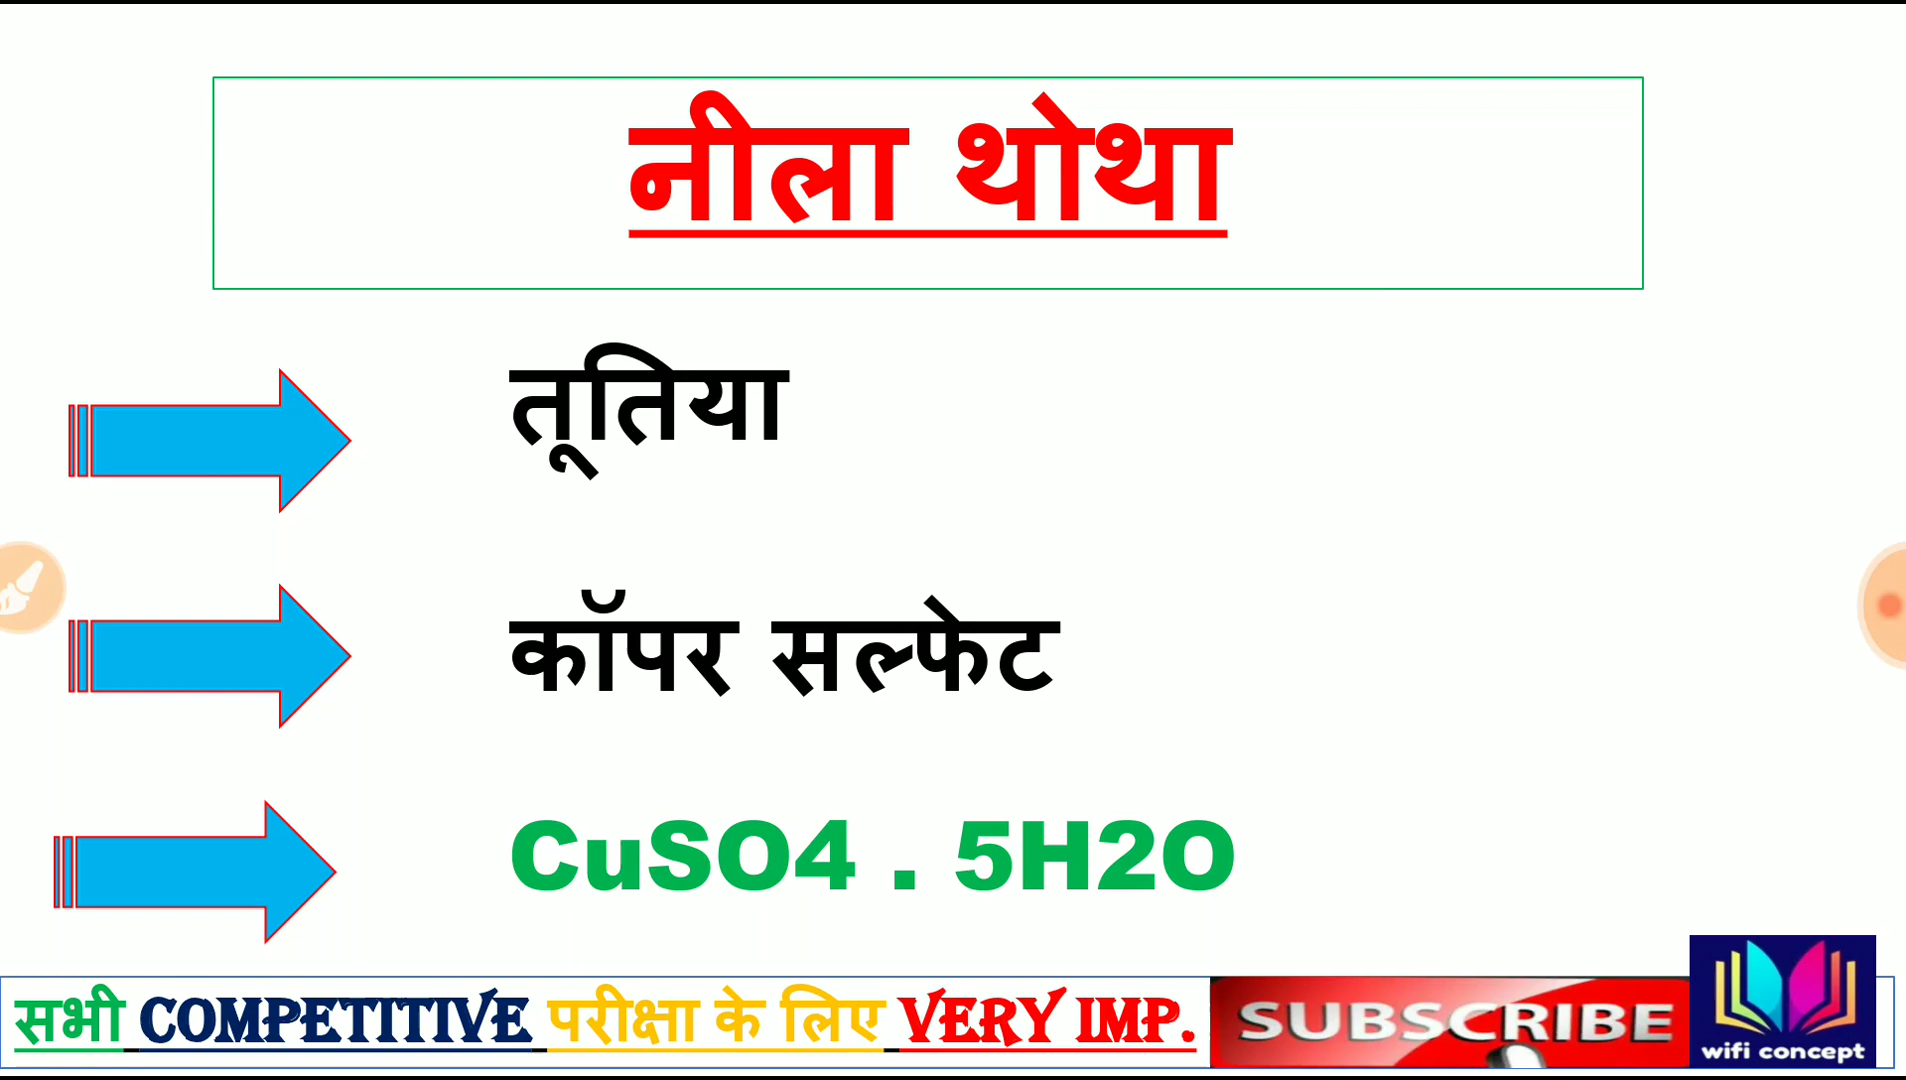 नीला थोथा
तूतिया
कॉपर सल्फेट
CuSO4 . 5H2O
सभी COMPETITIVE परीक्षा के लिए VERY IMP.
SUBSCRIBE
wifi concept